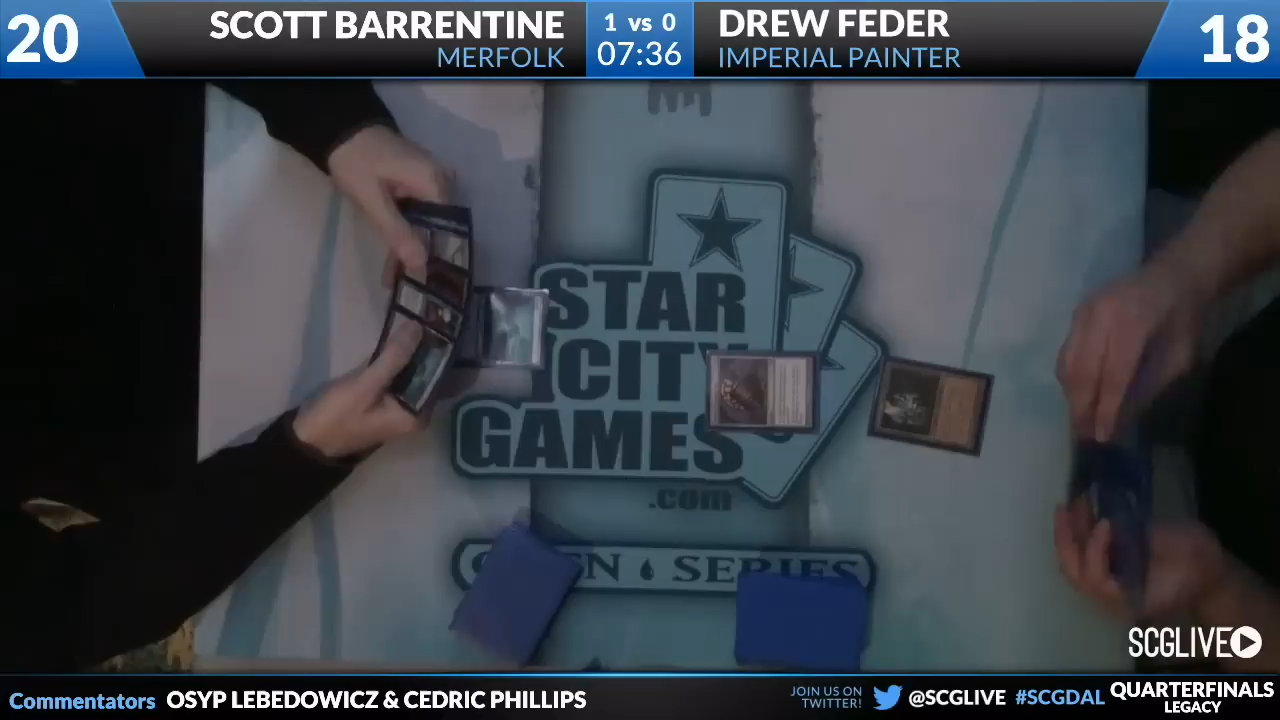 20
SCOTT BARRENTINE
MERFOLK
1 vs 0
07:36
DREW FEDER
IMPERIAL PAINTER
18
STAR
CITY
GAMES
.com
OPEN SERIES
SCGLIVE
Commentators OSYP LEBEDOWICZ & CEDRIC PHILLIPS
JOIN US ON
TWITTER!
@SCGLIVE #SCGDAL
QUARTERFINALS
LEGACY